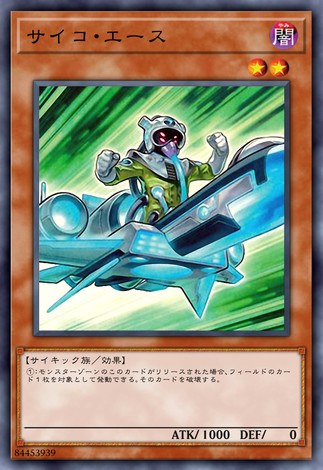 サイコ・エース
やみ
闇
【サイキック族／効果】
①：モンスターゾーンのこのカードがリリースされた場合、フィールドのカー
ド１枚を対象として発動できる。そのカードを破壊する。
ATK/ 1000 DEF/ 0
84453939